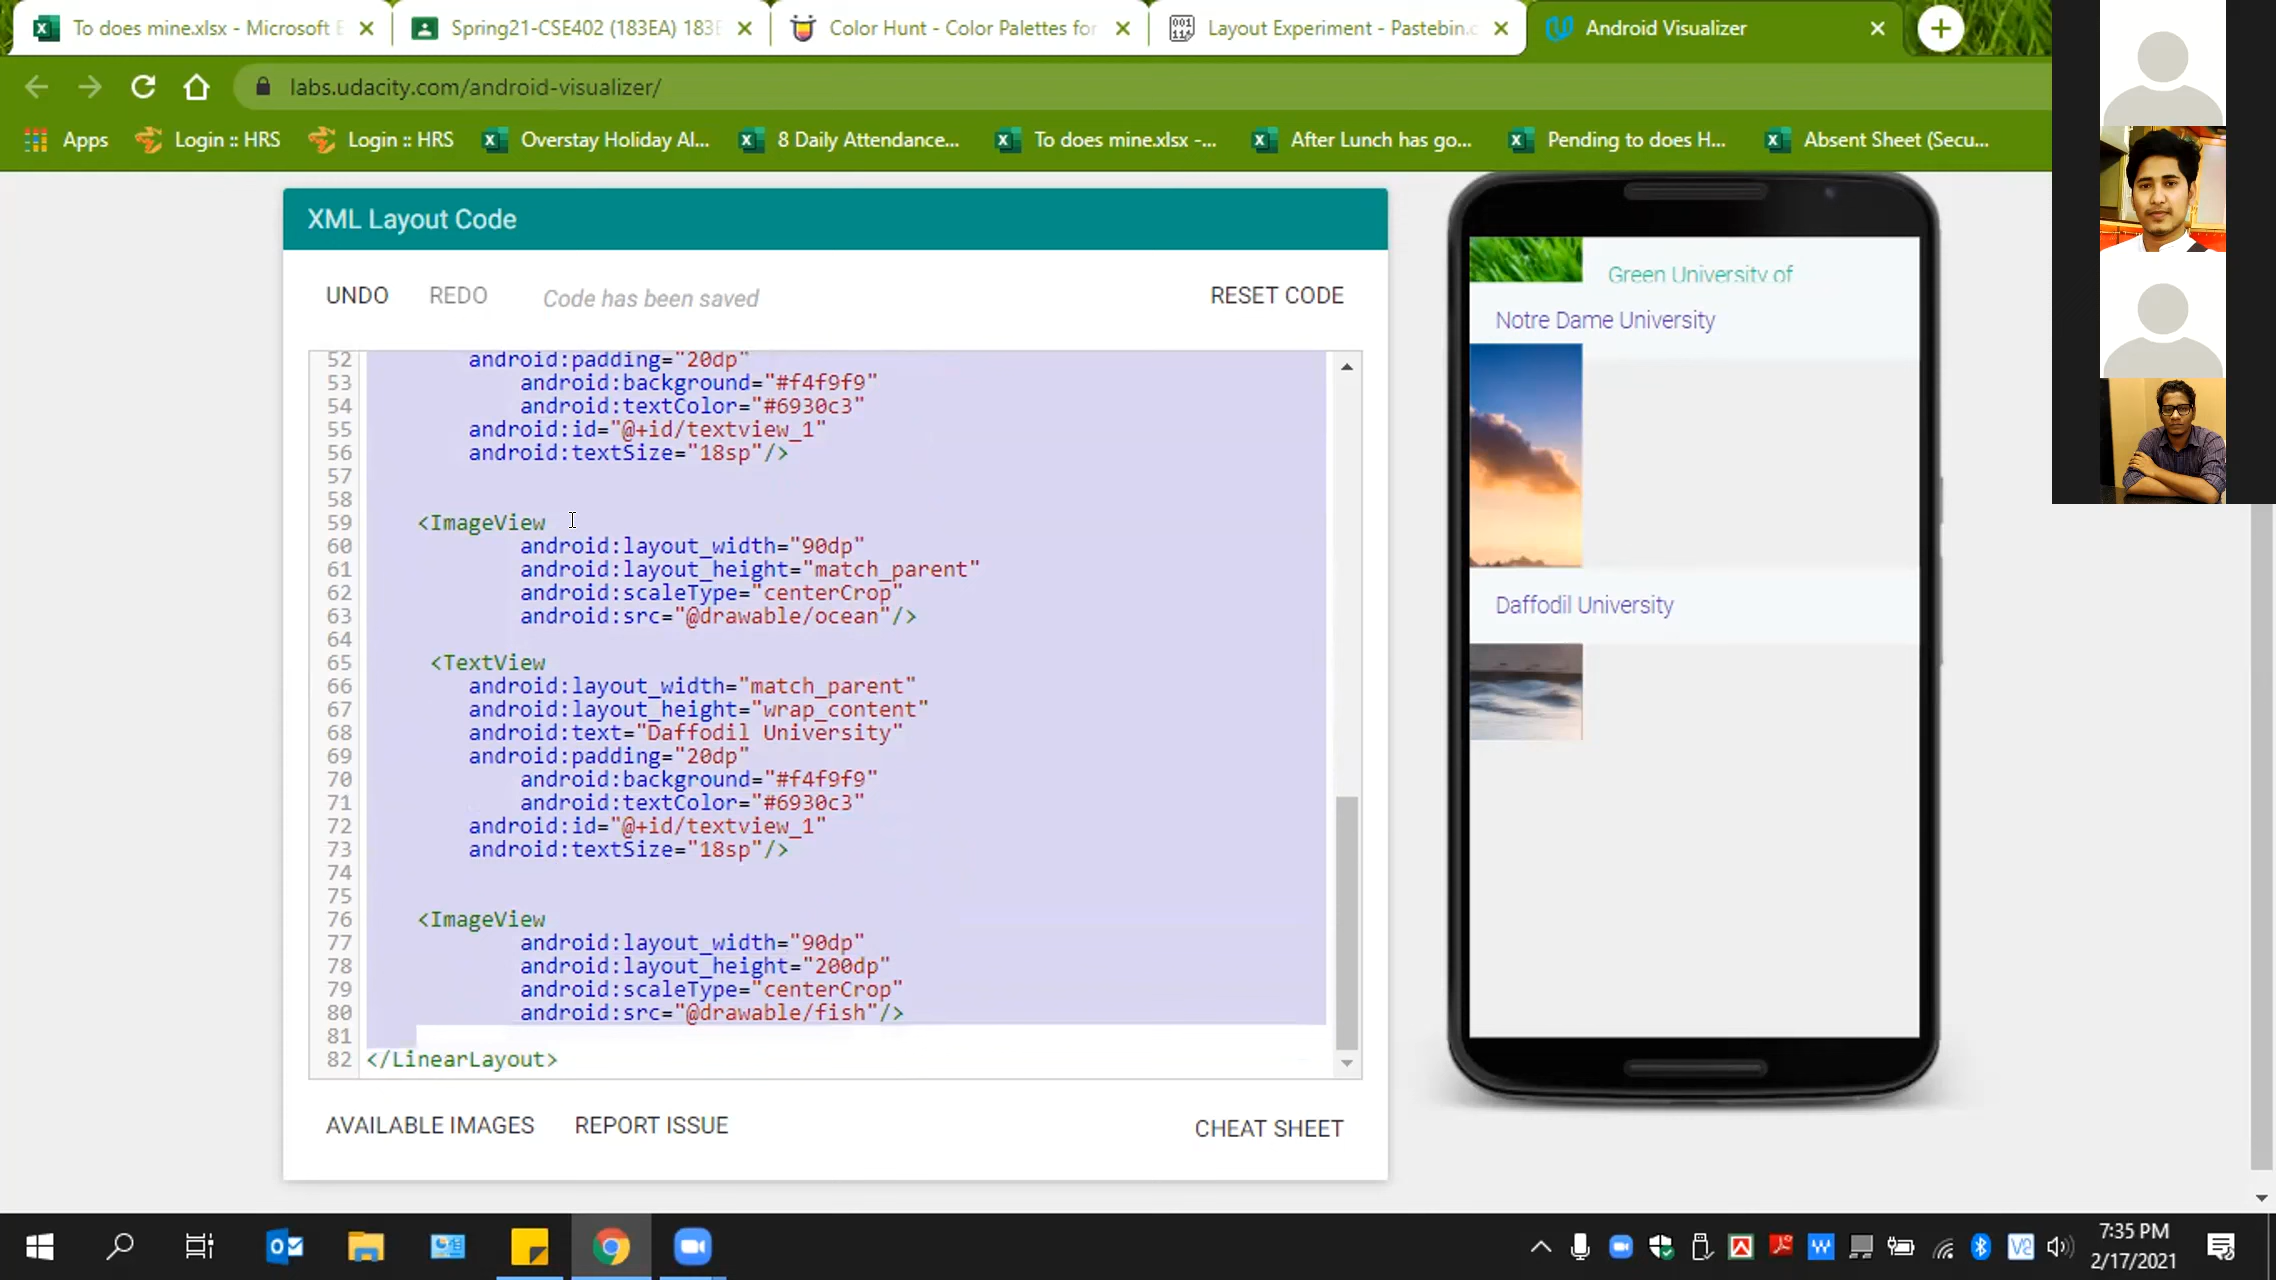 To does mine.xlsx - Microsoft E
Spring21-CSE402 (183EA) 183E
Color Hunt - Color Palettes for
Layout Experiment - Pastebin.c
Android Visualizer
labs.udacity.com/android-visualizer/
Apps
Login :: HRS
Login :: HRS
Overstay Holiday Al...
8 Daily Attendance...
To does mine.xlsx -...
After Lunch has go...
Pending to does H...
Absent Sheet (Secu...
XML Layout Code
UNDO
REDO
Code has been saved
RESET CODE
52 android:padding="20dp"
53 android:background="#f4f9f9"
54 android:textColor="#6930c3"
55 android:id="@+id/textview_1"
56 android:textSize="18sp"/>
57
58
59 <ImageView
60 android:layout_width="90dp"
61 android:layout_height="match_parent"
62 android:scaleType="centerCrop"
63 android:src="@drawable/ocean"/>
64
65 <TextView
66 android:layout_width="match_parent"
67 android:layout_height="wrap_content"
68 android:text="Daffodil University"
69 android:padding="20dp"
70 android:background="#f4f9f9"
71 android:textColor="#6930c3"
72 android:id="@+id/textview_1"
73 android:textSize="18sp"/>
74
75
76 <ImageView
77 android:layout_width="90dp"
78 android:layout_height="200dp"
79 android:scaleType="centerCrop"
80 android:src="@drawable/fish"/>
81
82 </LinearLayout>
AVAILABLE IMAGES
REPORT ISSUE
CHEAT SHEET
Green University of
Notre Dame University
Daffodil University
7:35 PM
2/17/2021